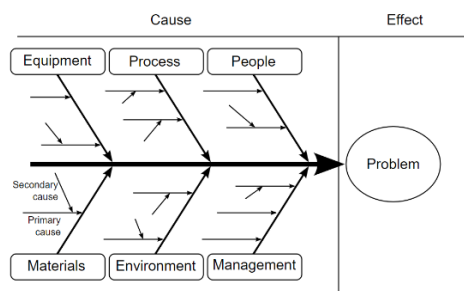 Cause
Effect
Equipment
Process
People
Problem
Secondary
cause
Primary
cause
Materials
Environment
Management